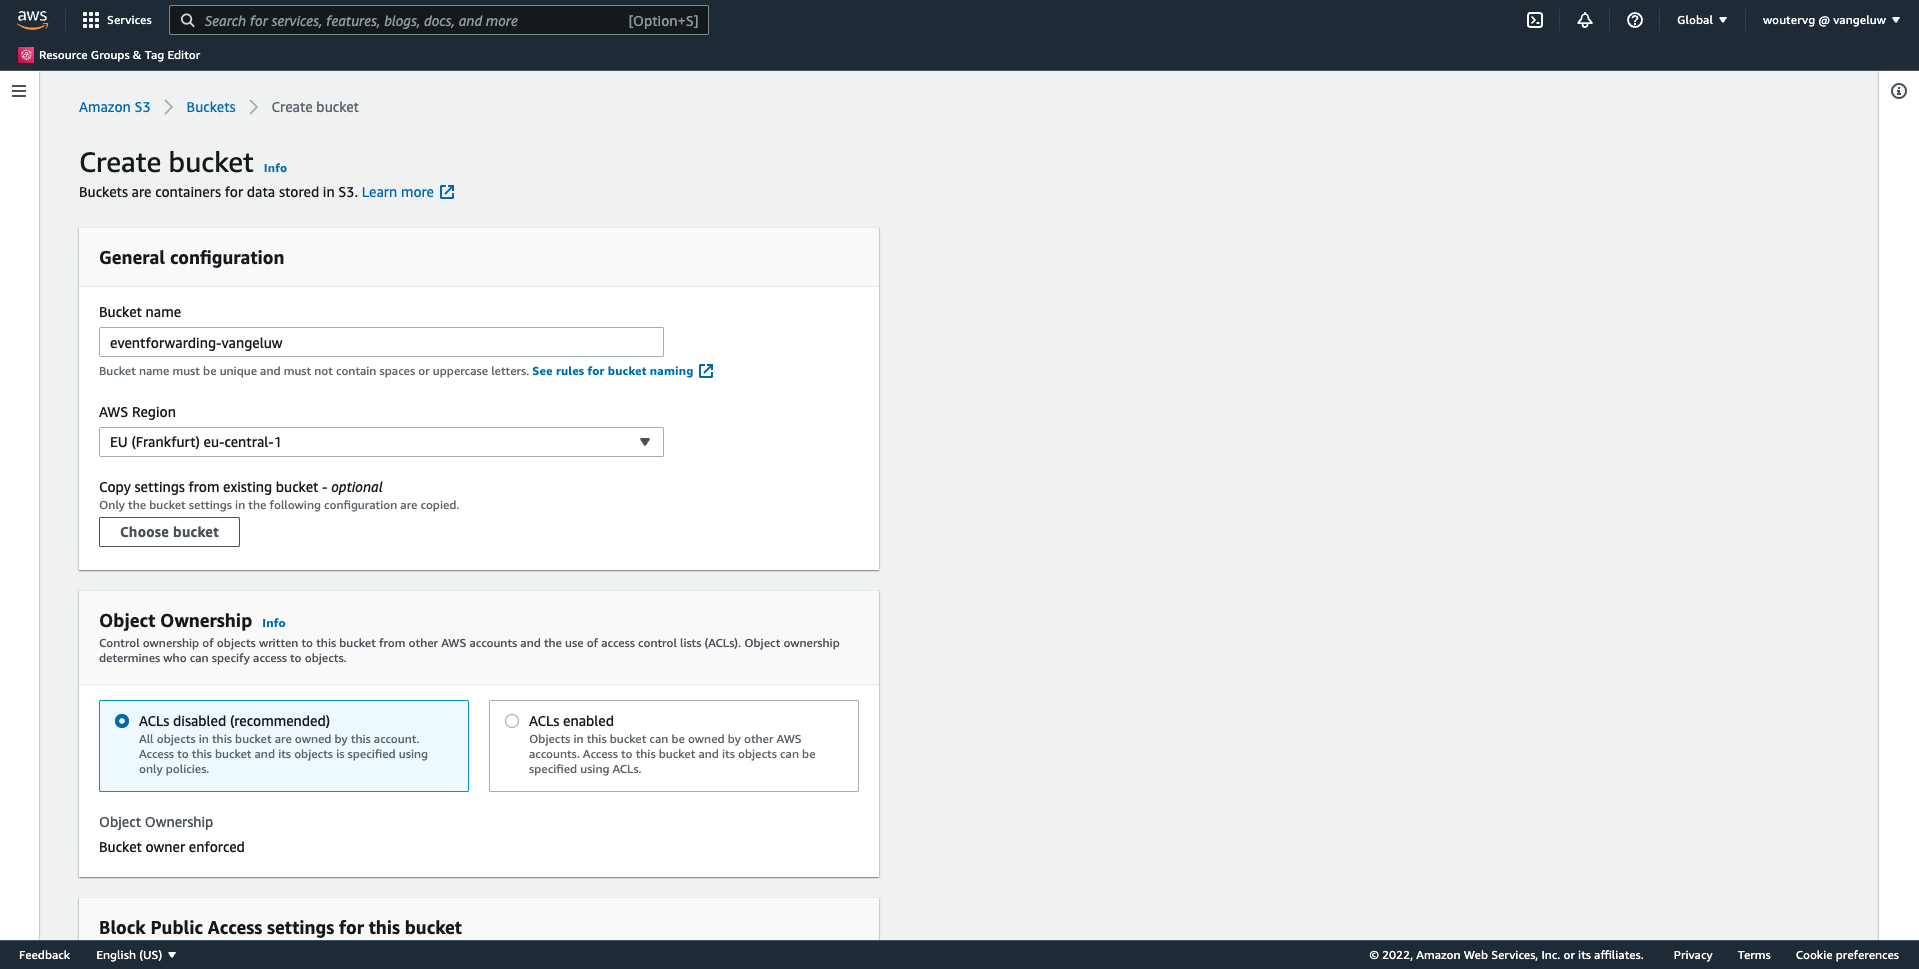 aws
Services
Search for services, features, blogs, docs, and more [Option+S]
Global
woutervg @ vangeluw
Resource Groups & Tag Editor
Amazon S3 Buckets Create bucket
Create bucket Info
Buckets are containers for data stored in S3. Learn more
General configuration
Bucket name
eventforwarding-vangeluw
Bucket name must be unique and must not contain spaces or uppercase letters. See rules for bucket naming
AWS Region
EU (Frankfurt) eu-central-1
Copy settings from existing bucket - optional
Only the bucket settings in the following configuration are copied.
Choose bucket
Object Ownership Info
Control ownership of objects written to this bucket from other AWS accounts and the use of access control lists (ACLs). Object ownership
determines who can specify access to objects.
ACLs disabled (recommended)
All objects in this bucket are owned by this account.
Access to this bucket and its objects is specified using
only policies.
ACLs enabled
Objects in this bucket can be owned by other AWS
accounts. Access to this bucket and its objects can be
specified using ACLs.
Object Ownership
Bucket owner enforced
Block Public Access settings for this bucket
Feedback English (US) © 2022, Amazon Web Services, Inc. or its affiliates. Privacy Terms Cookie preferences